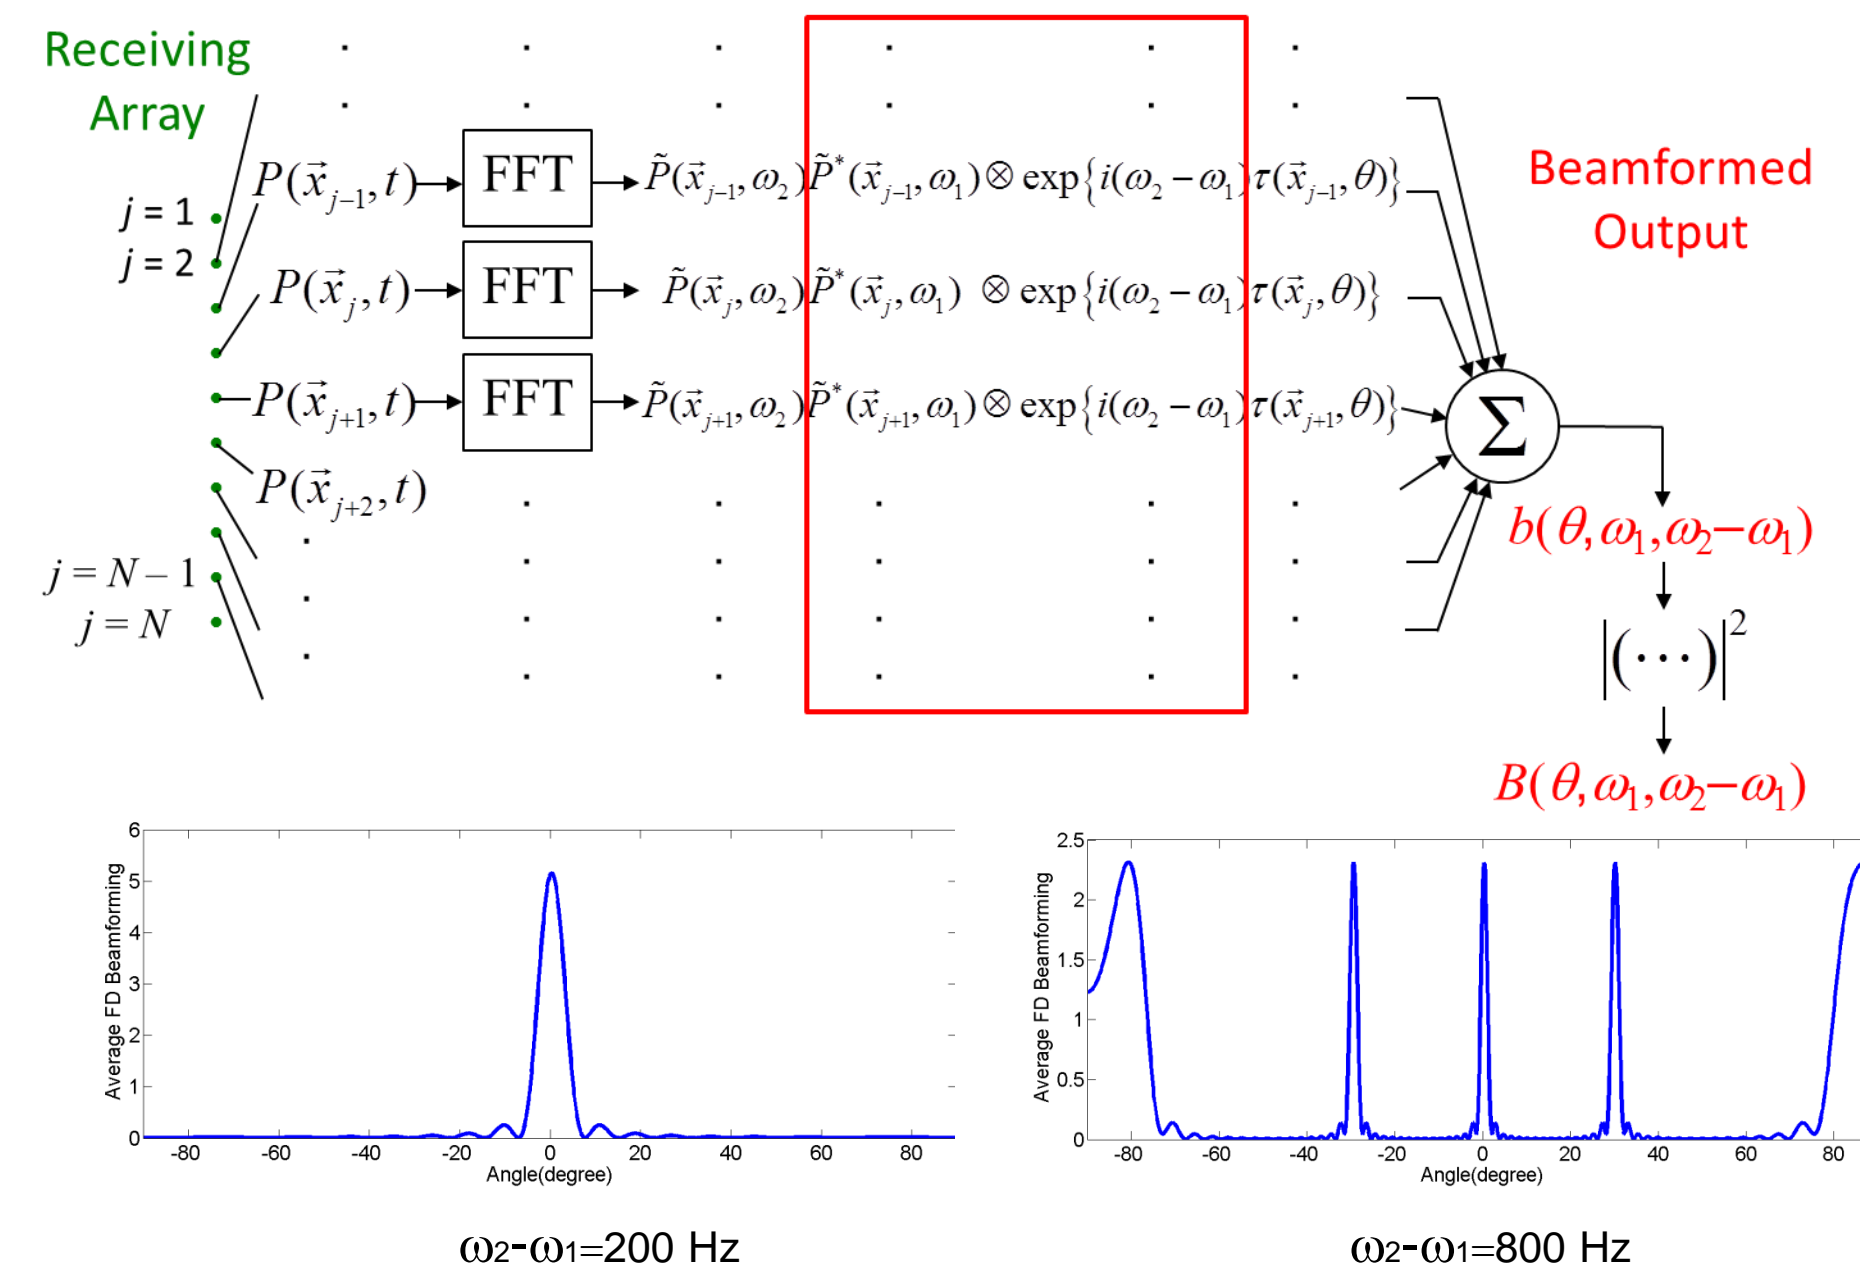 Receiving
Array
Beamformed
Output
j = 1
j = 2
j = N – 1
j = N
P(x⃗_{j−1}, t) FFT P̃(x⃗_{j−1}, ω₂) P̃*(x⃗_{j−1}, ω₁) ⊗ exp{i(ω₂ − ω₁)τ(x⃗_{j−1}, θ)}
P(x⃗_j, t) FFT P̃(x⃗_j, ω₂) P̃*(x⃗_j, ω₁) ⊗ exp{i(ω₂ − ω₁)τ(x⃗_j, θ)}
P(x⃗_{j+1}, t) FFT P̃(x⃗_{j+1}, ω₂) P̃*(x⃗_{j+1}, ω₁) ⊗ exp{i(ω₂ − ω₁)τ(x⃗_{j+1}, θ)}
P(x⃗_{j+2}, t)
Σ
b(θ, ω₁, ω₂−ω₁)
|(···)|²
B(θ, ω₁, ω₂−ω₁)
Average FD Beamforming
6
5
4
3
2
1
0
-80 -60 -40 -20 0 20 40 60 80
Angle(degree)
ω2-ω1=200 Hz
Average FD Beamforming
2.5
2
1.5
1
0.5
0
-80 -60 -40 -20 0 20 40 60 80
Angle(degree)
ω2-ω1=800 Hz